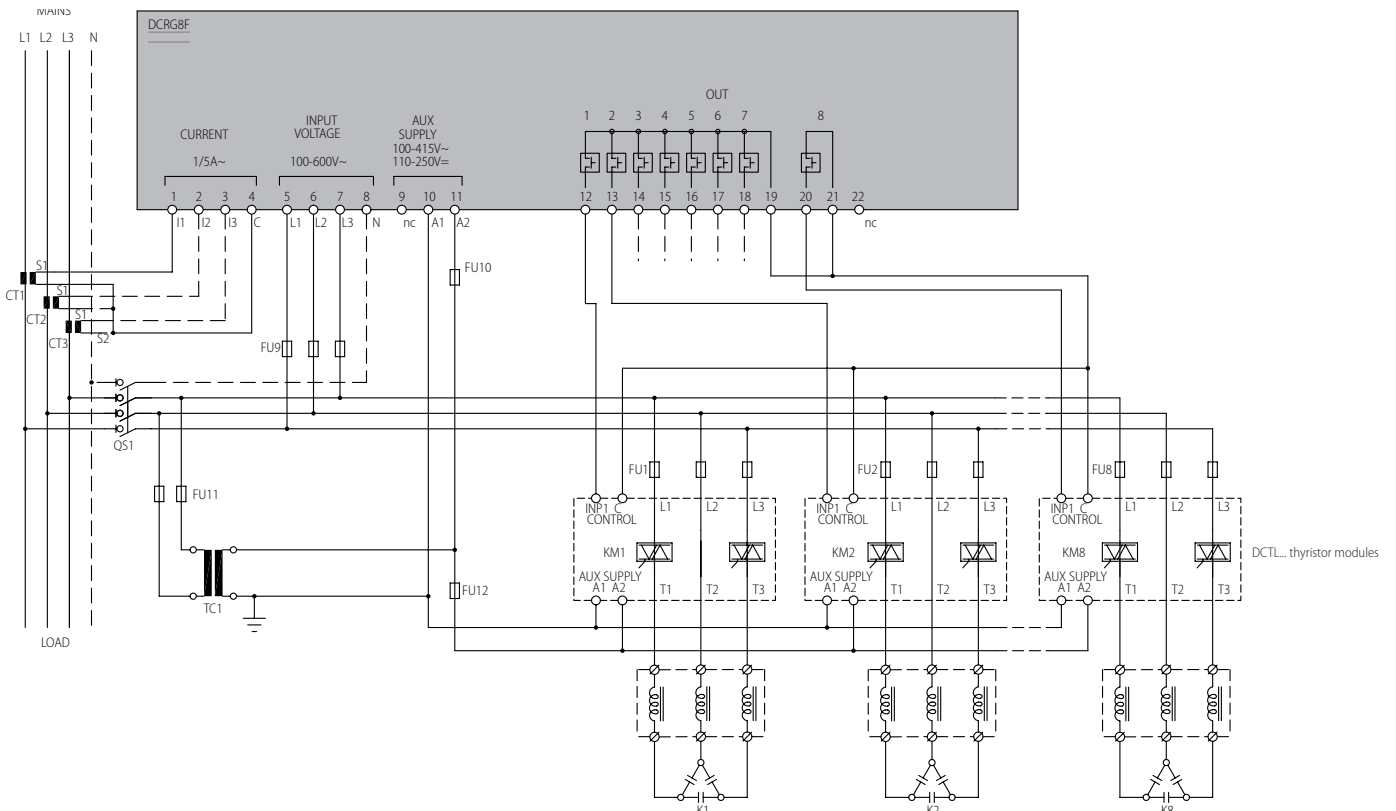 MAINS
L1 L2 L3 N
DCRG8F
OUT
1 2 3 4 5 6 7 8
CURRENT
1/5A~
INPUT
VOLTAGE
100-600V~
AUX
SUPPLY
100-415V~
110-250V=
1 2 3 4 5 6 7 8 9 10 11 12 13 14 15 16 17 18 19 20 21 22
I1 I2 I3 C L1 L2 L3 N nc A1 A2 nc
FU10
S1
CT1
S1
CT2
S1
CT3 S2
FU9
QS1
FU11
FU1 FU2 FU8
INP1 C L1 L2 L3
CONTROL
KM1
AUX SUPPLY
A1 A2 T1 T2 T3
INP1 C L1 L2 L3
CONTROL
KM2
AUX SUPPLY
A1 A2 T1 T2 T3
INP1 C L1 L2 L3
CONTROL
KM8
AUX SUPPLY
A1 A2 T1 T2 T3
DCTL... thyristor modules
TC1
FU12
LOAD
K1 K2 K8